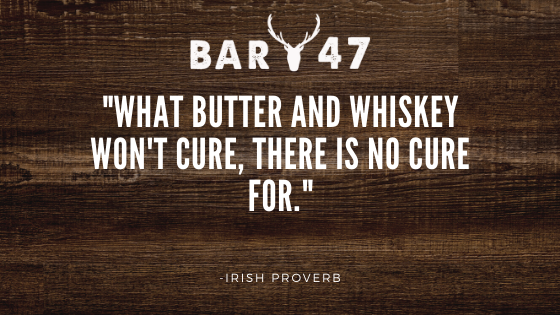 BAR 47
"WHAT BUTTER AND WHISKEY
WON'T CURE, THERE IS NO CURE
FOR."
-IRISH PROVERB